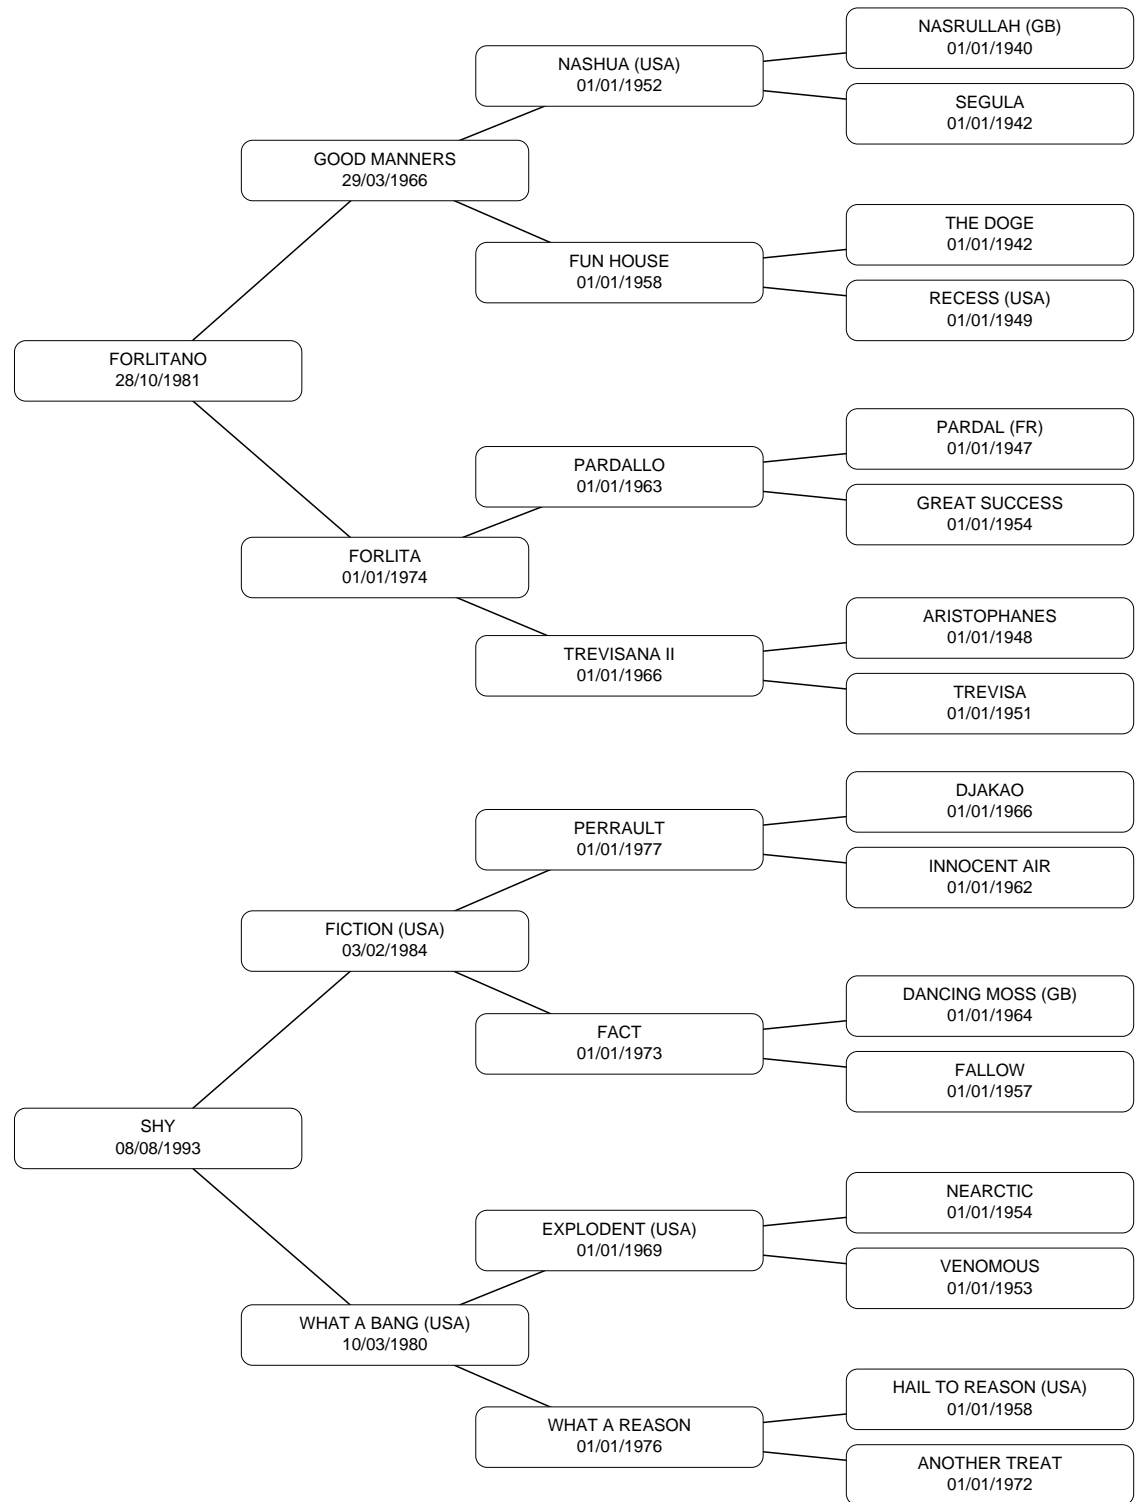 NASRULLAH (GB)
01/01/1940
NASHUA (USA)
01/01/1952
SEGULA
01/01/1942
GOOD MANNERS
29/03/1966
THE DOGE
01/01/1942
FUN HOUSE
01/01/1958
RECESS (USA)
01/01/1949
FORLITANO
28/10/1981
PARDAL (FR)
01/01/1947
PARDALLO
01/01/1963
GREAT SUCCESS
01/01/1954
FORLITA
01/01/1974
ARISTOPHANES
01/01/1948
TREVISANA II
01/01/1966
TREVISA
01/01/1951
DJAKAO
01/01/1966
PERRAULT
01/01/1977
INNOCENT AIR
01/01/1962
FICTION (USA)
03/02/1984
DANCING MOSS (GB)
01/01/1964
FACT
01/01/1973
FALLOW
01/01/1957
SHY
08/08/1993
NEARCTIC
01/01/1954
EXPLODENT (USA)
01/01/1969
VENOMOUS
01/01/1953
WHAT A BANG (USA)
10/03/1980
HAIL TO REASON (USA)
01/01/1958
WHAT A REASON
01/01/1976
ANOTHER TREAT
01/01/1972